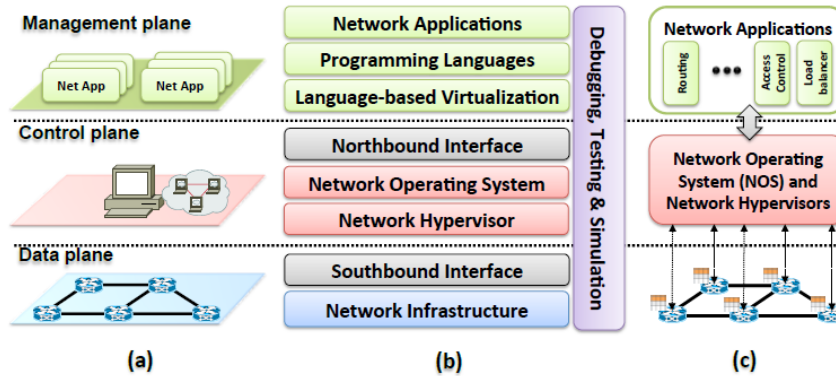 Management plane
Net App
Net App
Control plane
Data plane
(a)
Network Applications
Programming Languages
Language-based Virtualization
Northbound Interface
Network Operating System
Network Hypervisor
Southbound Interface
Network Infrastructure
Debugging, Testing & Simulation
(b)
Network Applications
Routing
Access
Control
Load
balancer
Network Operating
System (NOS) and
Network Hypervisors
(c)